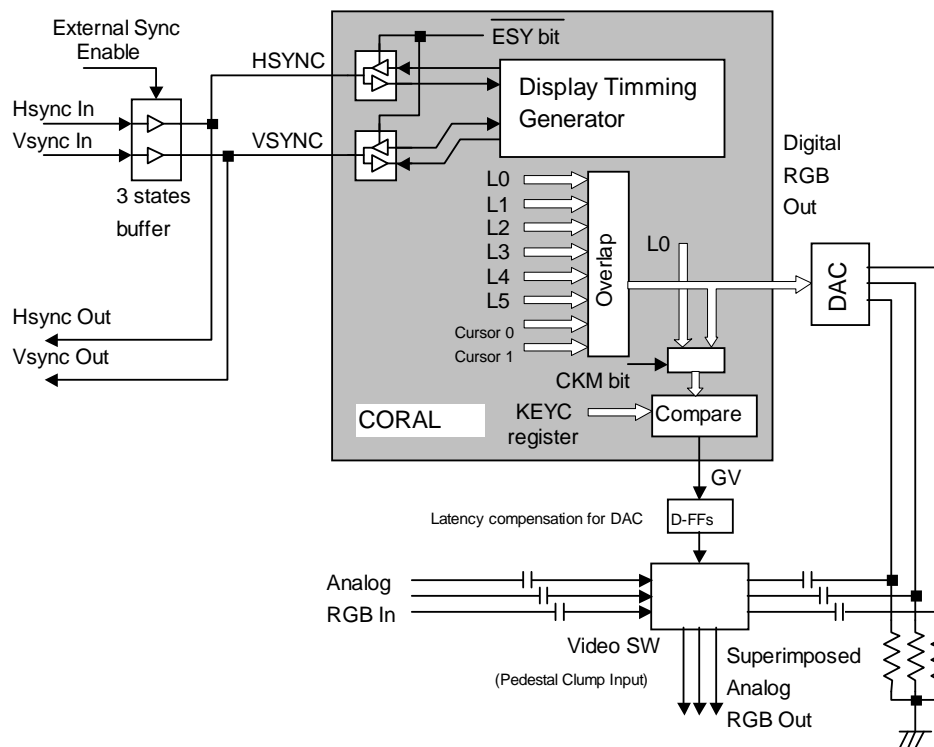 External Sync
Enable
HSYNC
ESY bit
Hsync In
Vsync In
VSYNC
Display Timming
Generator
3 states
buffer
Digital
RGB
Out
L0
L1
L2
L3
L4
L5
Cursor 0
Cursor 1
Overlap
L0
DAC
Hsync Out
Vsync Out
CKM bit
CORAL
KEYC
register
Compare
GV
Latency compensation for DAC
D-FFs
Analog
RGB In
Video SW
(Pedestal Clump Input)
Superimposed
Analog
RGB Out